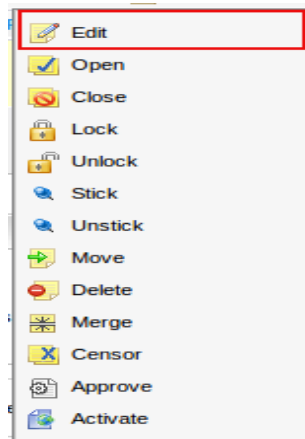 Edit
Open
Close
Lock
Unlock
Stick
Unstick
Move
Delete
Merge
Censor
Approve
Activate